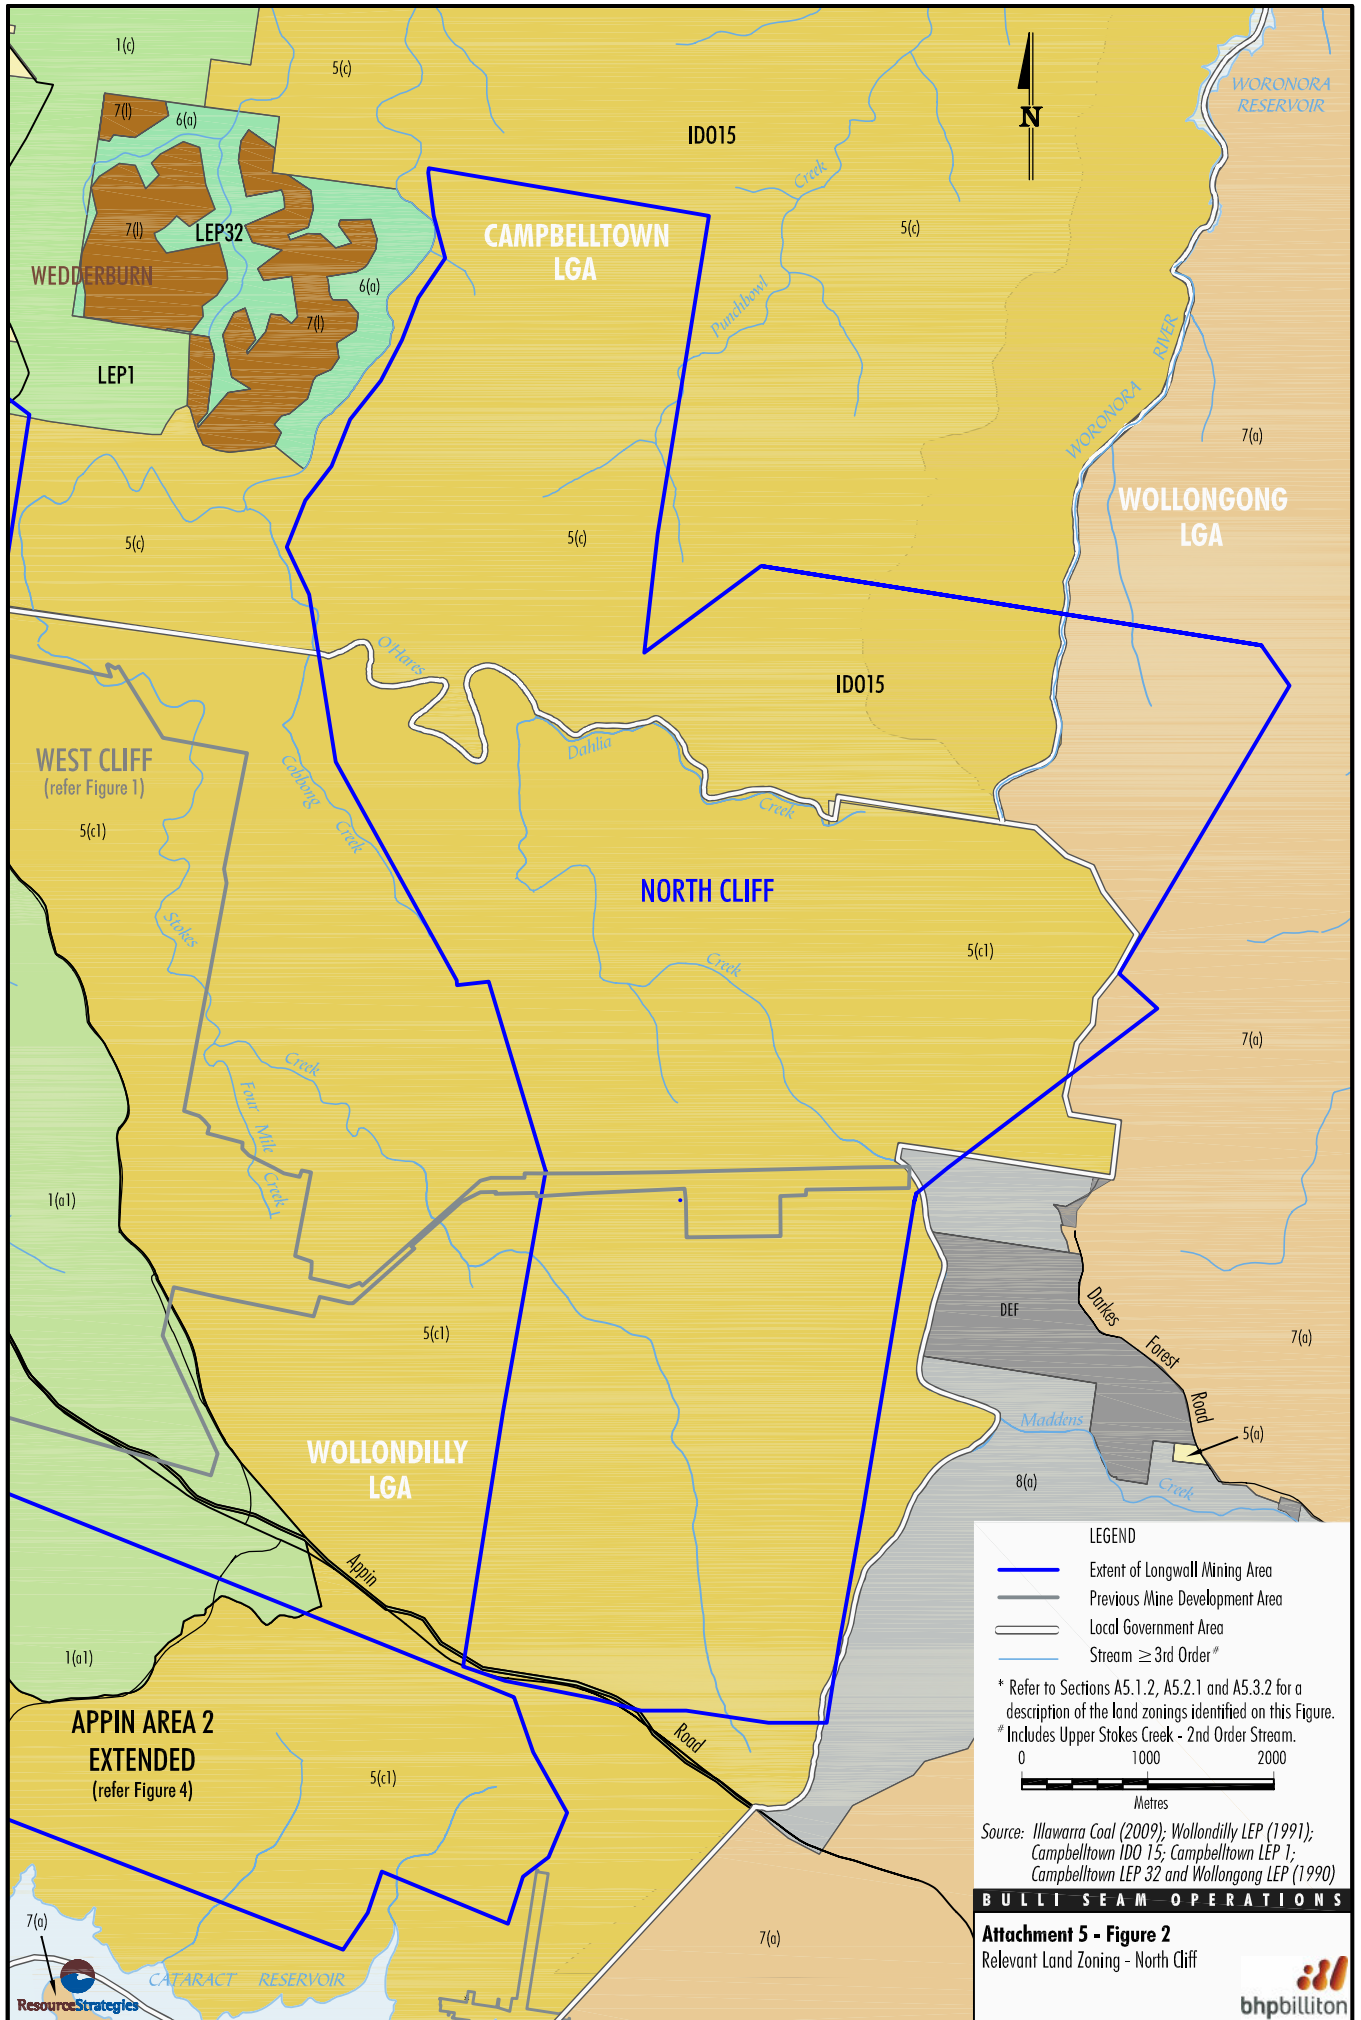 1(c)
5(c)
7(l)
6(a)
ID015
N
WORONORA
RESERVOIR
Creek
7(l)
LEP32
CAMPBELLTOWN
LGA
5(c)
WEDDERBURN
6(a)
7(l)
Punchbowl
RIVER
LEP1
WORONORA
7(a)
WOLLONGONG
LGA
5(c)
5(c)
O'Hares
ID015
WEST CLIFF
(refer Figure 1)
5(c1)
Dahlia
Creek
Cobbong
Creek
NORTH CLIFF
Stokes
Creek
5(c1)
7(a)
Creek
Four Mile Creek
1(a1)
DEF
Darkes Forest Road
7(a)
5(c1)
Maddens
Creek
5(a)
WOLLONDILLY
LGA
8(a)
Appin
Road
1(a1)
APPIN AREA 2
EXTENDED
(refer Figure 4)
5(c1)
7(a)
7(a)
CATARACT RESERVOIR
ResourceStrategies
LEGEND
Extent of Longwall Mining Area
Previous Mine Development Area
Local Government Area
Stream ≥ 3rd Order #
* Refer to Sections A5.1.2, A5.2.1 and A5.3.2 for a
description of the land zonings identified on this Figure.
# Includes Upper Stokes Creek - 2nd Order Stream.
0 1000 2000
Metres
Source: Illawarra Coal (2009); Wollondilly LEP (1991);
Campbelltown IDO 15; Campbelltown LEP 1;
Campbelltown LEP 32 and Wollongong LEP (1990)
BULLI SEAM OPERATIONS
Attachment 5 - Figure 2
Relevant Land Zoning - North Cliff
bhpbilliton